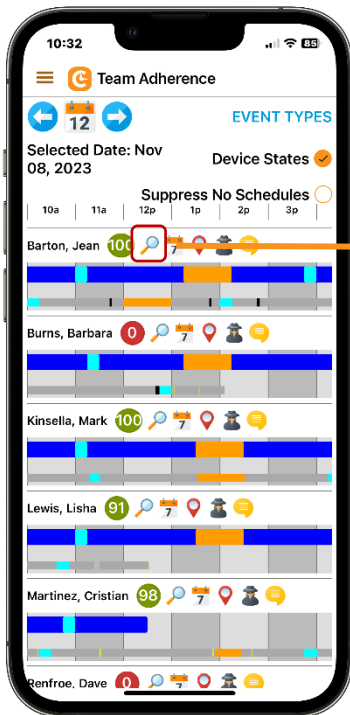 10:32
85
Team Adherence
12
EVENT TYPES
Selected Date: Nov
08, 2023
Device States
Suppress No Schedules
10a 11a 12p 1p 2p 3p
Barton, Jean 100 7
Burns, Barbara 0 7
Kinsella, Mark 100 7
Lewis, Lisha 91 7
Martinez, Cristian 98 7
Renfroe, Dave 0 7